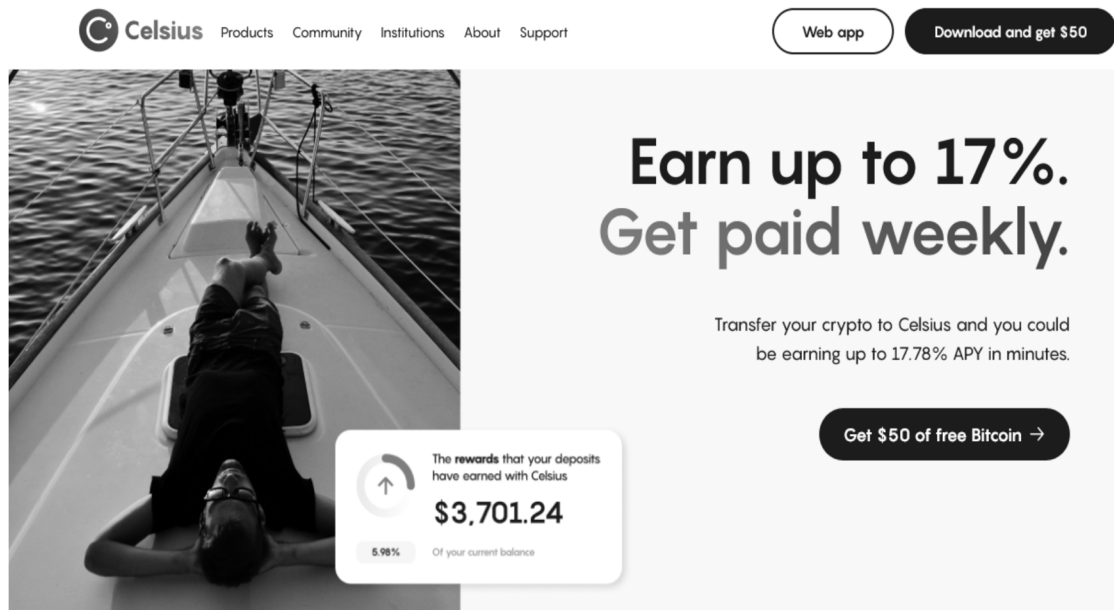 Celsius Products Community Institutions About Support Web app Download and get $50
Earn up to 17%.
Get paid weekly.
Transfer your crypto to Celsius and you could
be earning up to 17.78% APY in minutes.
Get $50 of free Bitcoin →
The rewards that your deposits
have earned with Celsius
$3,701.24
5.98% Of your current balance